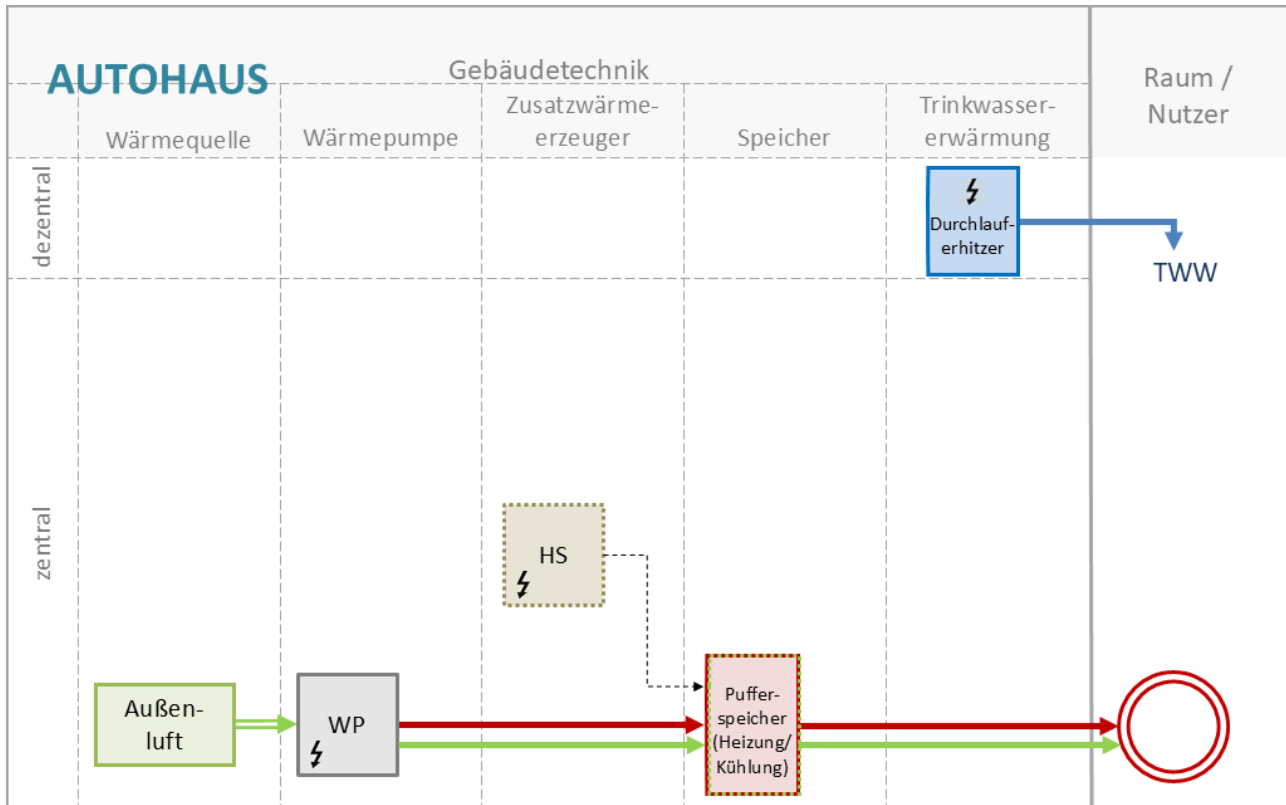 AUTOHAUS
Gebäudetechnik
Raum /
Nutzer
Wärmequelle
Wärmepumpe
Zusatzwärme-
erzeuger
Speicher
Trinkwasser-
erwärmung
dezentral
Durchlauf-
erhitzer
TWW
zentral
HS
Außen-
luft
WP
Puffer-
speicher
(Heizung/
Kühlung)